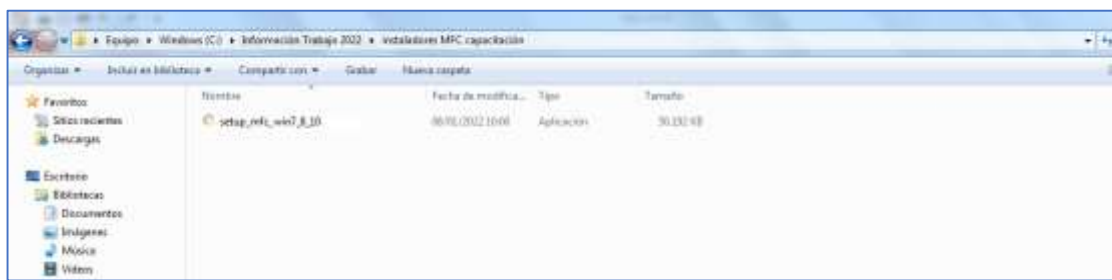 Equipo ▸ Windows (C:) ▸ Información Trabajo 2022 ▸ instaladores MFC capacitación
Organizar Incluir en biblioteca Compartir con Grabar Nueva carpeta
Nombre Fecha de modifica... Tipo Tamaño
setup_mfc_win7_8_10 Aplicación
Favoritos
Sitios recientes
Descargas
Escritorio
Bibliotecas
Documentos
Imágenes
Música
Vídeos